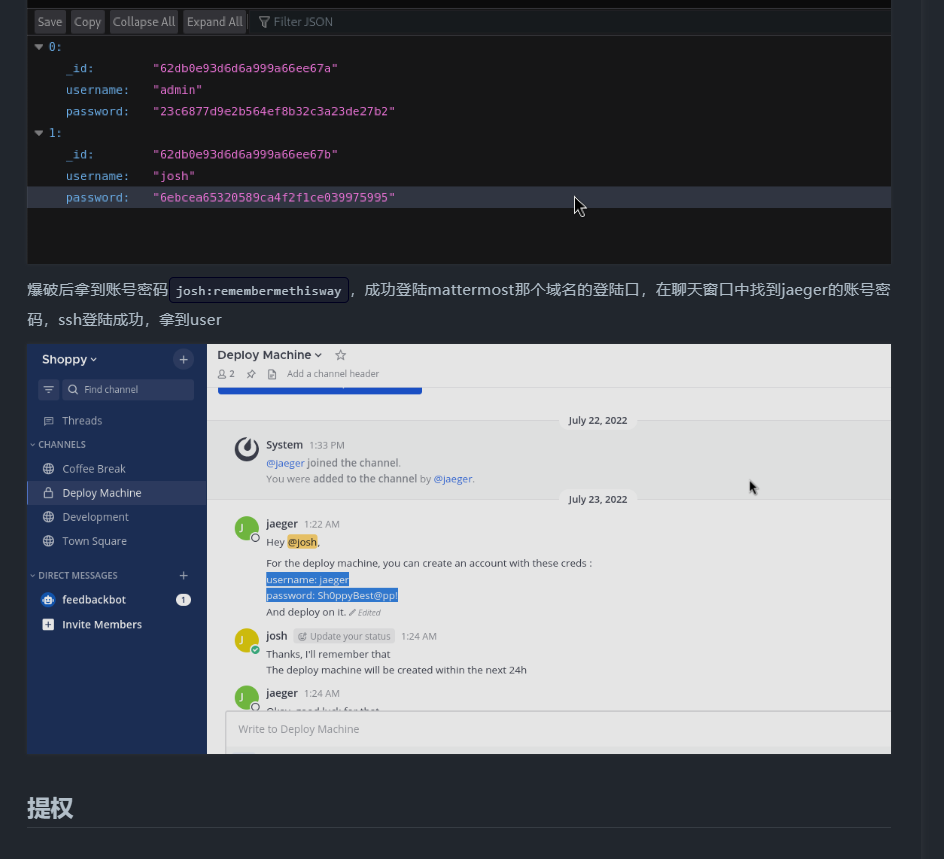 Save Copy Collapse All Expand All Filter JSON
0:
_id: "62db0e93d6d6a999a66ee67a"
username: "admin"
password: "23c6877d9e2b564ef8b32c3a23de27b2"
1:
_id: "62db0e93d6d6a999a66ee67b"
username: "josh"
password: "6ebcea65320589ca4f2f1ce039975995"
爆破后拿到账号密码 josh:remembermethisway ，成功登陆mattermost那个域名的登陆口，在聊天窗口中找到jaeger的账号密
码，ssh登陆成功，拿到user
Shoppy
Find channel
Threads
CHANNELS
Coffee Break
Deploy Machine
Development
Town Square
DIRECT MESSAGES
feedbackbot 1
Invite Members
Deploy Machine
2 Add a channel header
July 22, 2022
System 1:33 PM
@jaeger joined the channel.
You were added to the channel by @jaeger.
July 23, 2022
J jaeger 1:22 AM
Hey @josh,
For the deploy machine, you can create an account with these creds :
username: jaeger
password: Sh0ppyBest@pp!
And deploy on it. Edited
J josh Update your status 1:24 AM
Thanks, I'll remember that
The deploy machine will be created within the next 24h
J jaeger 1:24 AM
Write to Deploy Machine
提权